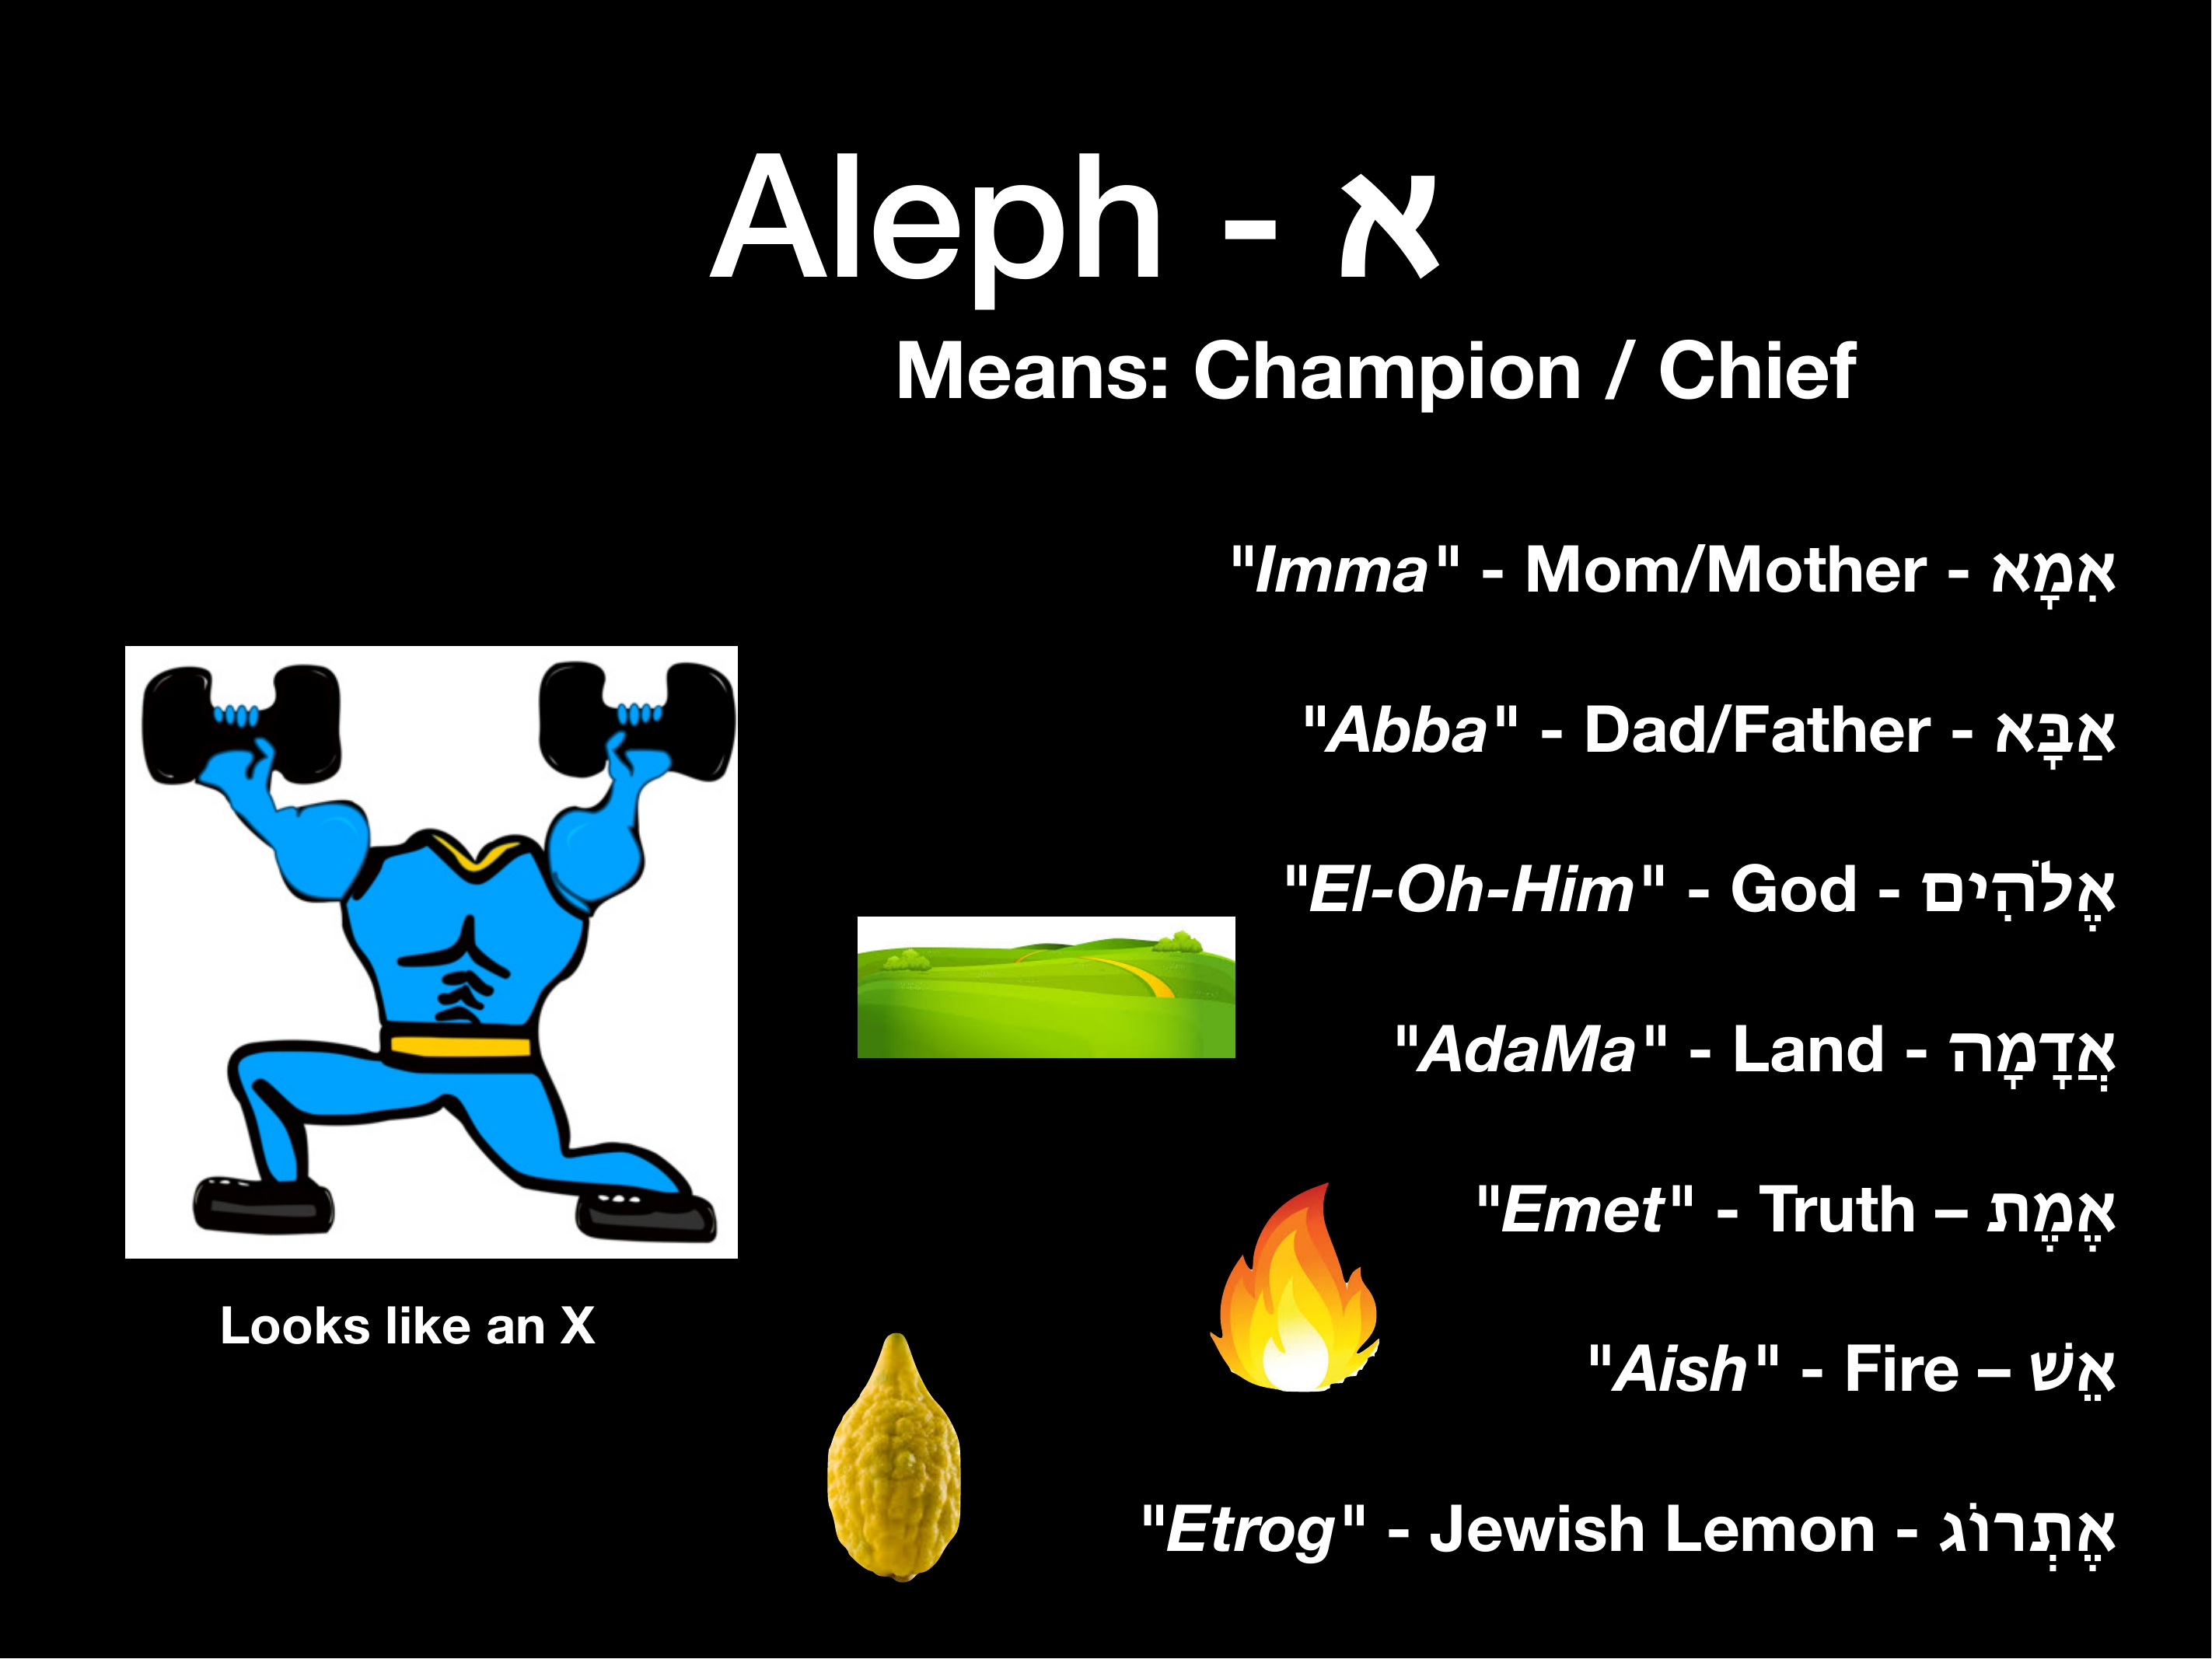 Aleph - א
Means: Champion / Chief
"Imma" - Mom/Mother - אִמָא
"Abba" - Dad/Father - אַבָּא
"El-Oh-Him" - God - אֱלֹהִים
"AdaMa" - Land - אֲדָמָה
"Emet" - Truth – אֶמֶת
"Aish" - Fire – אֵשׁ
"Etrog" - Jewish Lemon - אֶתְרוֹג
Looks like an X